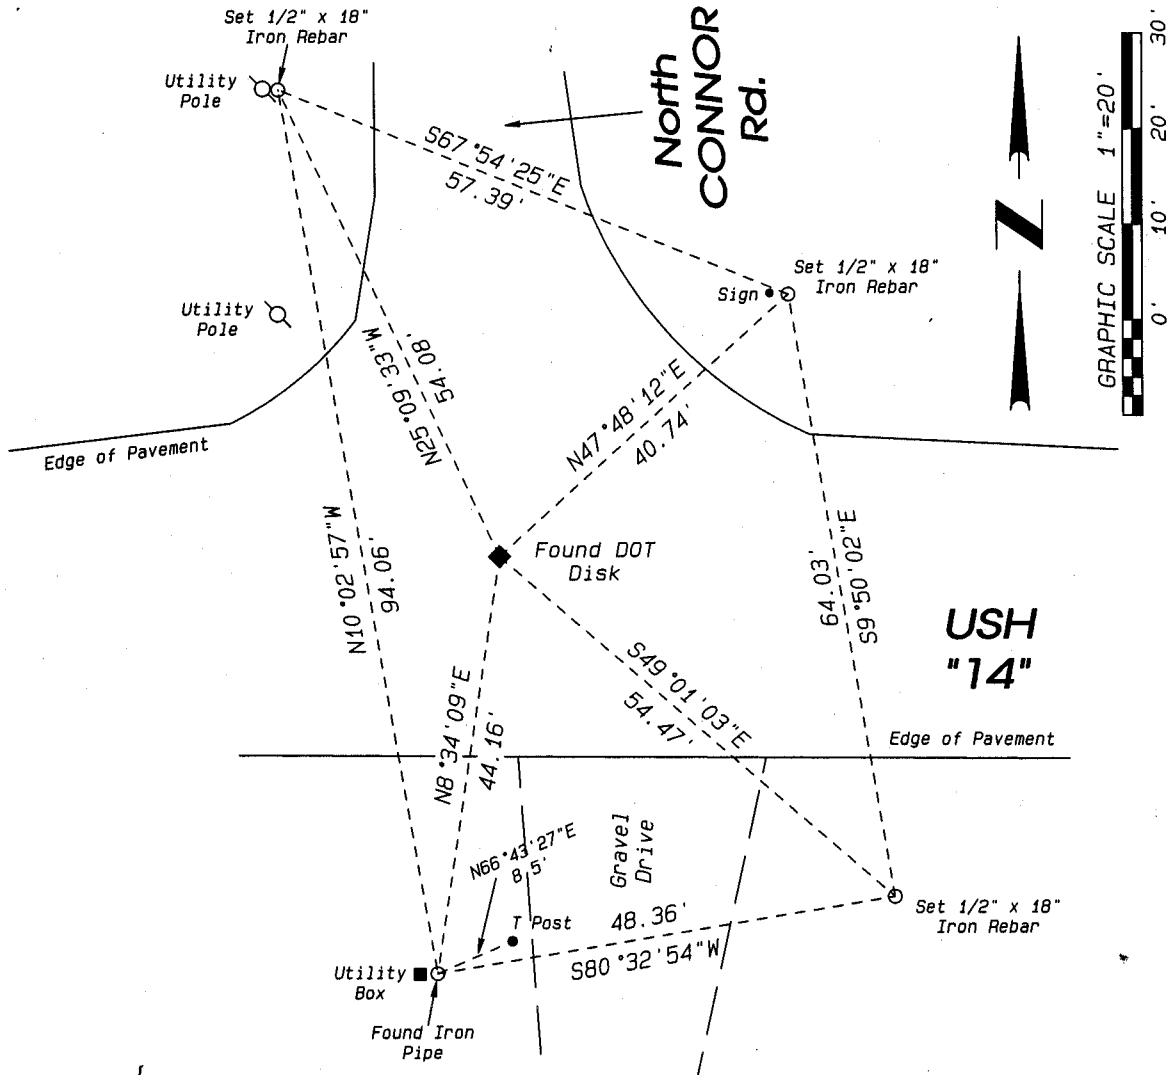 Set 1/2" x 18"
Iron Rebar
Utility
Pole
North
CONNOR
Rd.
S67°54'25"E
57.39'
GRAPHIC SCALE 1"=20'
0'
10'
20'
30'
N
Set 1/2" x 18"
Iron Rebar
Sign
Utility
Pole
N25°09'33"W
54.08'
N47°48'12"E
40.74'
Edge of Pavement
N10°02'57"W
94.06'
Found DOT
Disk
64.03'
S9°50'02"E
USH
"14"
S49°01'03"E
54.47'
N8°34'09"E
44.16'
Edge of Pavement
Gravel
Drive
N66°43'27"E
8.5'
T Post
48.36'
S80°32'54"W
Set 1/2" x 18"
Iron Rebar
Utility
Box
Found Iron
Pipe